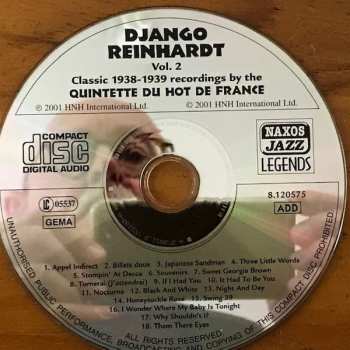 DJANGO
REINHARDT
Vol. 2
Classic 1938-1939 recordings by the
QUINTETTE DU HOT DE FRANCE
℗ 2001 HNH International Ltd. © 2001 HNH International Ltd.
COMPACT
disc
DIGITAL AUDIO
NAXOS
JAZZ
LEGENDS
LC 05537
GEMA
8.120575
ADD
1. Appel Indirect 2. Billets doux 3. Japanese Sandman 4. Three Little Words
5. Stompin' At Decca 6. Souvenirs 7. Sweet Georgie Brown
8. Tornerai (J'attendrai) 9. If I Had You 10. It Had To Be You
11. Nocturne 12. Black And White 13. Night And Day
14. Honeysuckle Rose 15. Swing 39
16. I Wonder Where My Baby Is Tonight
17. Why Shouldn't I?
18. Them There Eyes
UNAUTHORISED PUBLIC PERFORMANCE, BROADCASTING AND COPYING OF THIS COMPACT DISC PROHIBITED